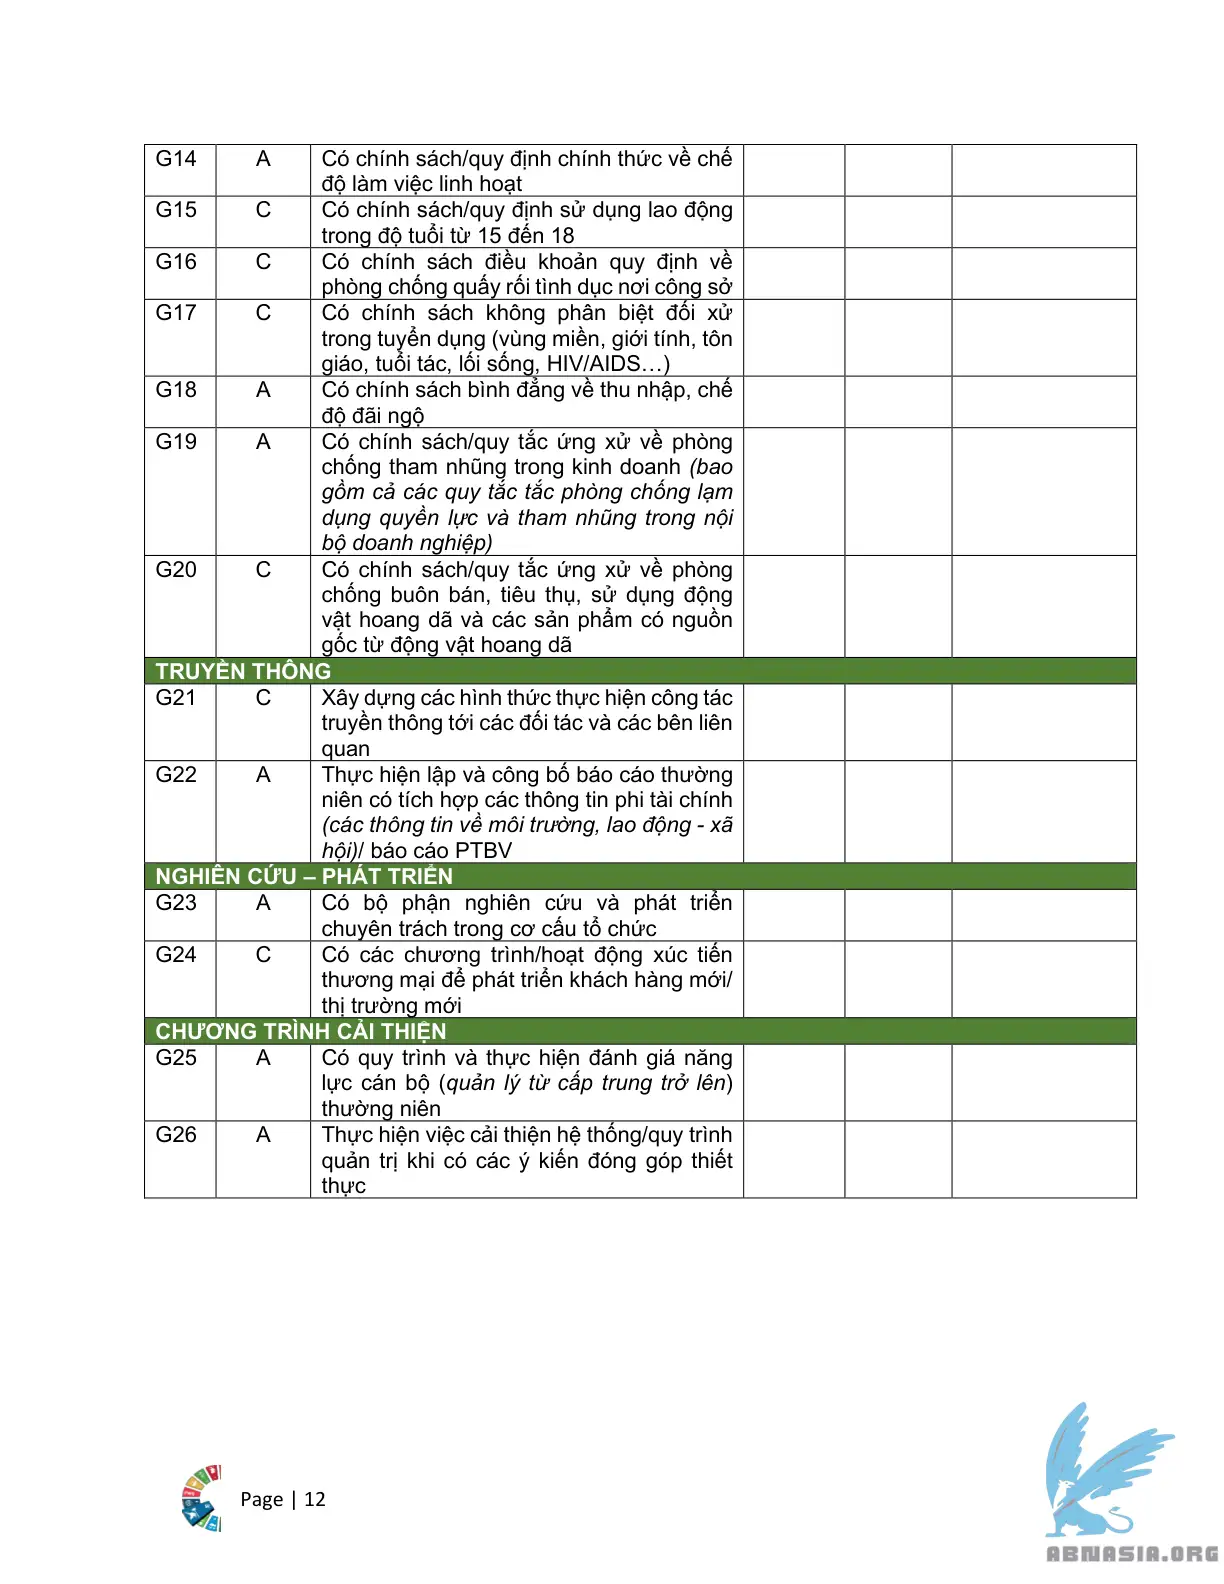 G14 A Có chính sách/quy định chính thức về chế
độ làm việc linh hoạt
G15 C Có chính sách/quy định sử dụng lao động
trong độ tuổi từ 15 đến 18
G16 C Có chính sách điều khoản quy định về
phòng chống quấy rối tình dục nơi công sở
G17 C Có chính sách không phân biệt đối xử
trong tuyển dụng (vùng miền, giới tính, tôn
giáo, tuổi tác, lối sống, HIV/AIDS…)
G18 A Có chính sách bình đẳng về thu nhập, chế
độ đãi ngộ
G19 A Có chính sách/quy tắc ứng xử về phòng
chống tham nhũng trong kinh doanh (bao
gồm cả các quy tắc tắc phòng chống lạm
dụng quyền lực và tham nhũng trong nội
bộ doanh nghiệp)
G20 C Có chính sách/quy tắc ứng xử về phòng
chống buôn bán, tiêu thụ, sử dụng động
vật hoang dã và các sản phẩm có nguồn
gốc từ động vật hoang dã
TRUYỀN THÔNG
G21 C Xây dựng các hình thức thực hiện công tác
truyền thông tới các đối tác và các bên liên
quan
G22 A Thực hiện lập và công bố báo cáo thường
niên có tích hợp các thông tin phi tài chính
(các thông tin về môi trường, lao động - xã
hội)/ báo cáo PTBV
NGHIÊN CỨU – PHÁT TRIỂN
G23 A Có bộ phận nghiên cứu và phát triển
chuyên trách trong cơ cấu tổ chức
G24 C Có các chương trình/hoạt động xúc tiến
thương mại để phát triển khách hàng mới/
thị trường mới
CHƯƠNG TRÌNH CẢI THIỆN
G25 A Có quy trình và thực hiện đánh giá năng
lực cán bộ (quản lý từ cấp trung trở lên)
thường niên
G26 A Thực hiện việc cải thiện hệ thống/quy trình
quản trị khi có các ý kiến đóng góp thiết
thực
Page | 12
ABNASIA.ORG